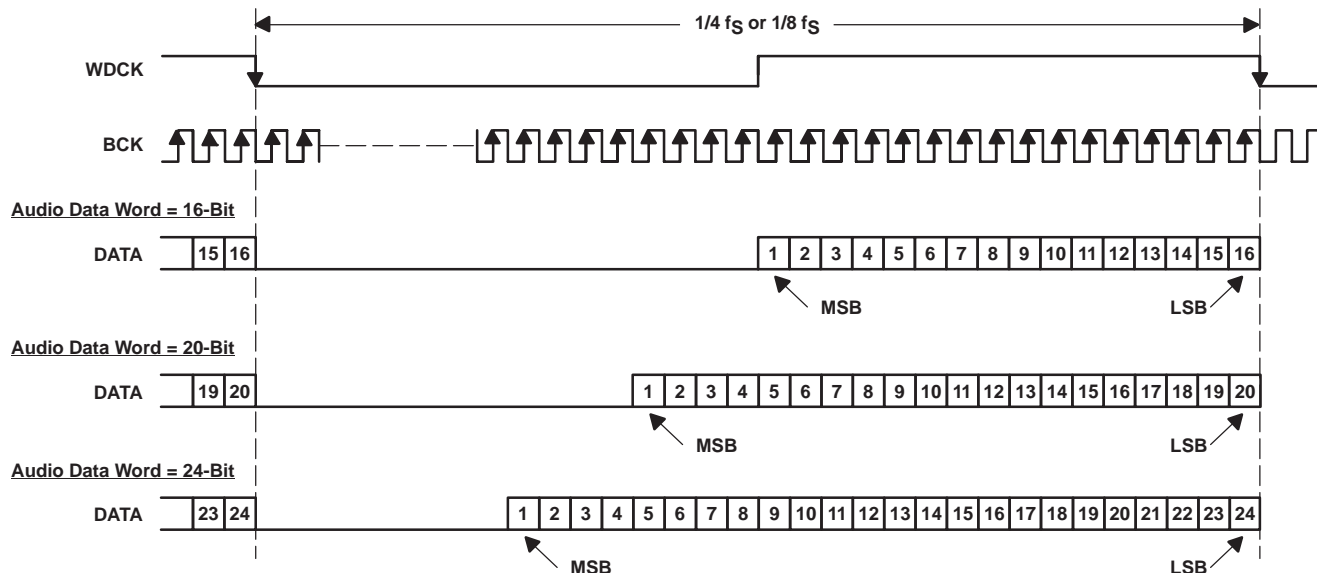 1/4 fS or 1/8 fS
WDCK
BCK
Audio Data Word = 16-Bit
DATA 15 16 1 2 3 4 5 6 7 8 9 10 11 12 13 14 15 16
MSB LSB
Audio Data Word = 20-Bit
DATA 19 20 1 2 3 4 5 6 7 8 9 10 11 12 13 14 15 16 17 18 19 20
MSB LSB
Audio Data Word = 24-Bit
DATA 23 24 1 2 3 4 5 6 7 8 9 10 11 12 13 14 15 16 17 18 19 20 21 22 23 24
MSB LSB